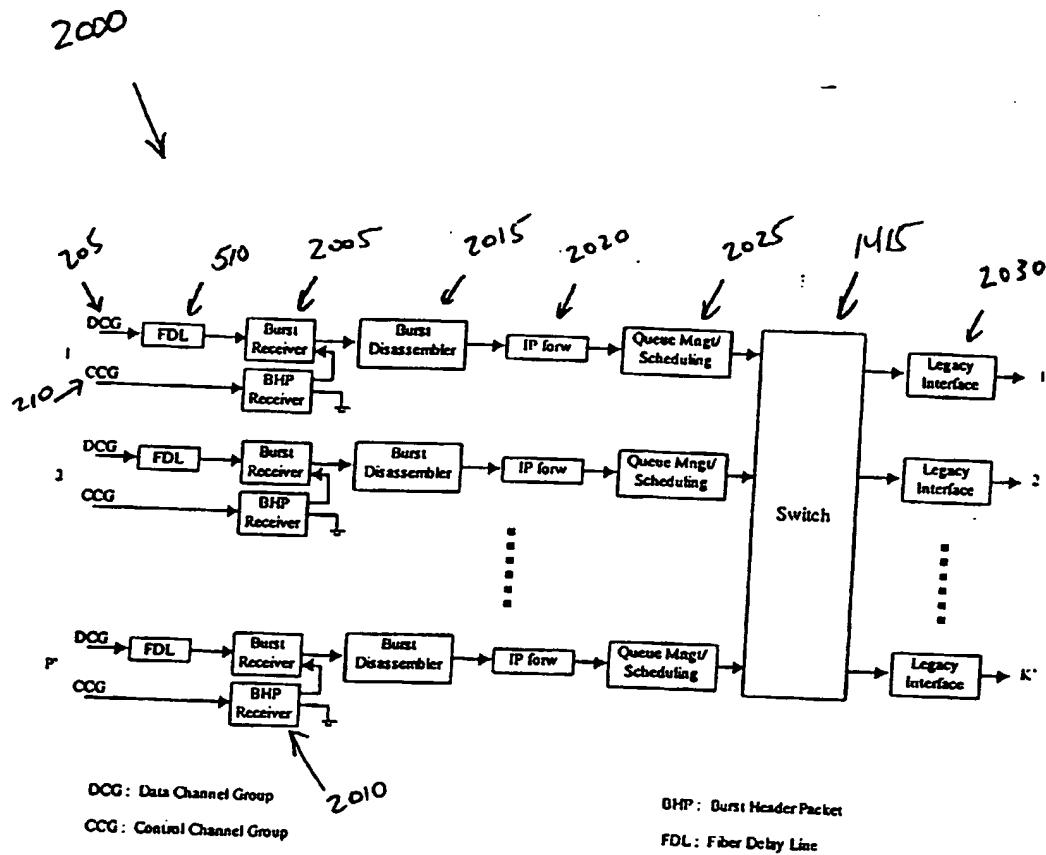 2000
205 510 2005 2015 2020 2025 1415 2030
DCG FDL Burst Receiver Burst Disassembler IP forw Queue Mngt/ Scheduling Legacy Interface 1
1
CCG BHP Receiver
210
DCG FDL Burst Receiver Burst Disassembler IP forw Queue Mngt/ Scheduling Legacy Interface 2
2
CCG BHP Receiver
Switch
DCG FDL Burst Receiver Burst Disassembler IP forw Queue Mngt/ Scheduling Legacy Interface K'
P'
CCG BHP Receiver
2010
DCG : Data Channel Group
CCG : Control Channel Group
BHP : Burst Header Packet
FDL : Fiber Delay Line